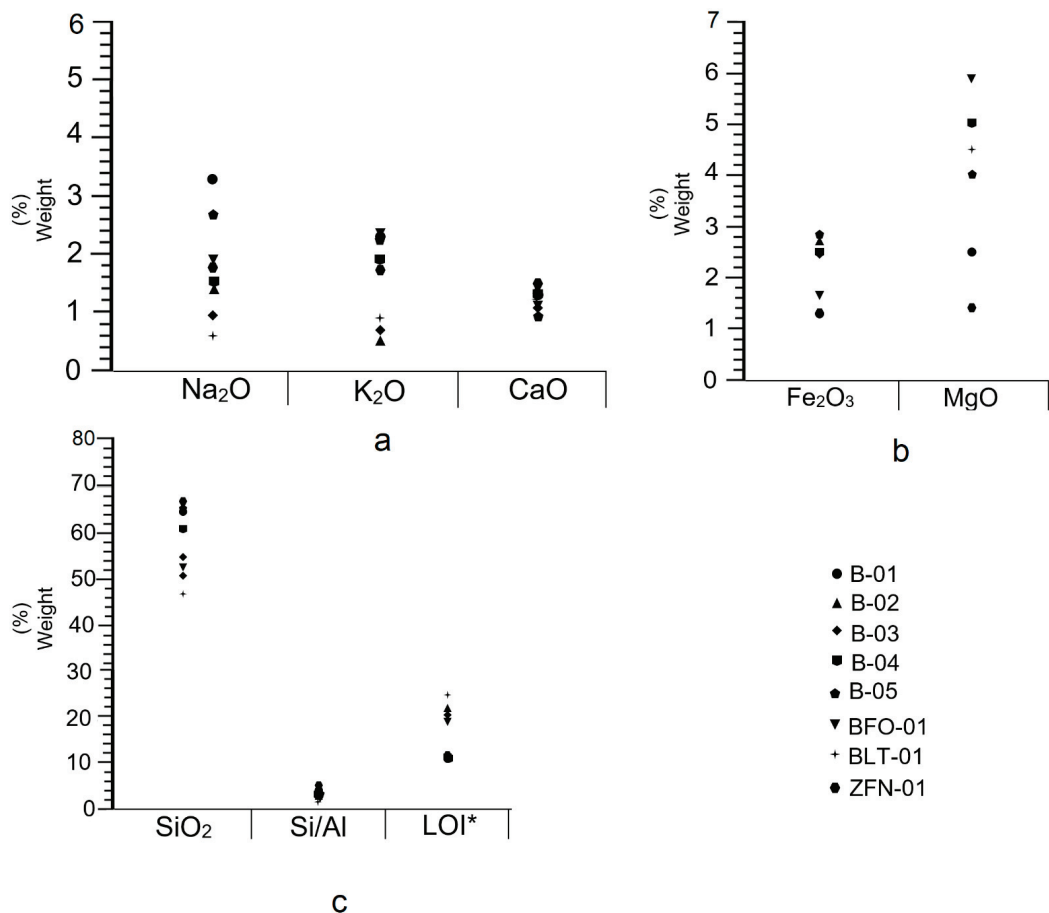 6
5
4
3
2
1
0
(%)
Weight
Na₂O
K₂O
CaO
a
7
6
5
4
3
2
1
0
(%)
Weight
Fe₂O₃
MgO
b
80
70
60
50
40
30
20
10
0
(%)
Weight
SiO₂
Si/Al
LOI*
c
B-01
B-02
B-03
B-04
B-05
BFO-01
BLT-01
ZFN-01